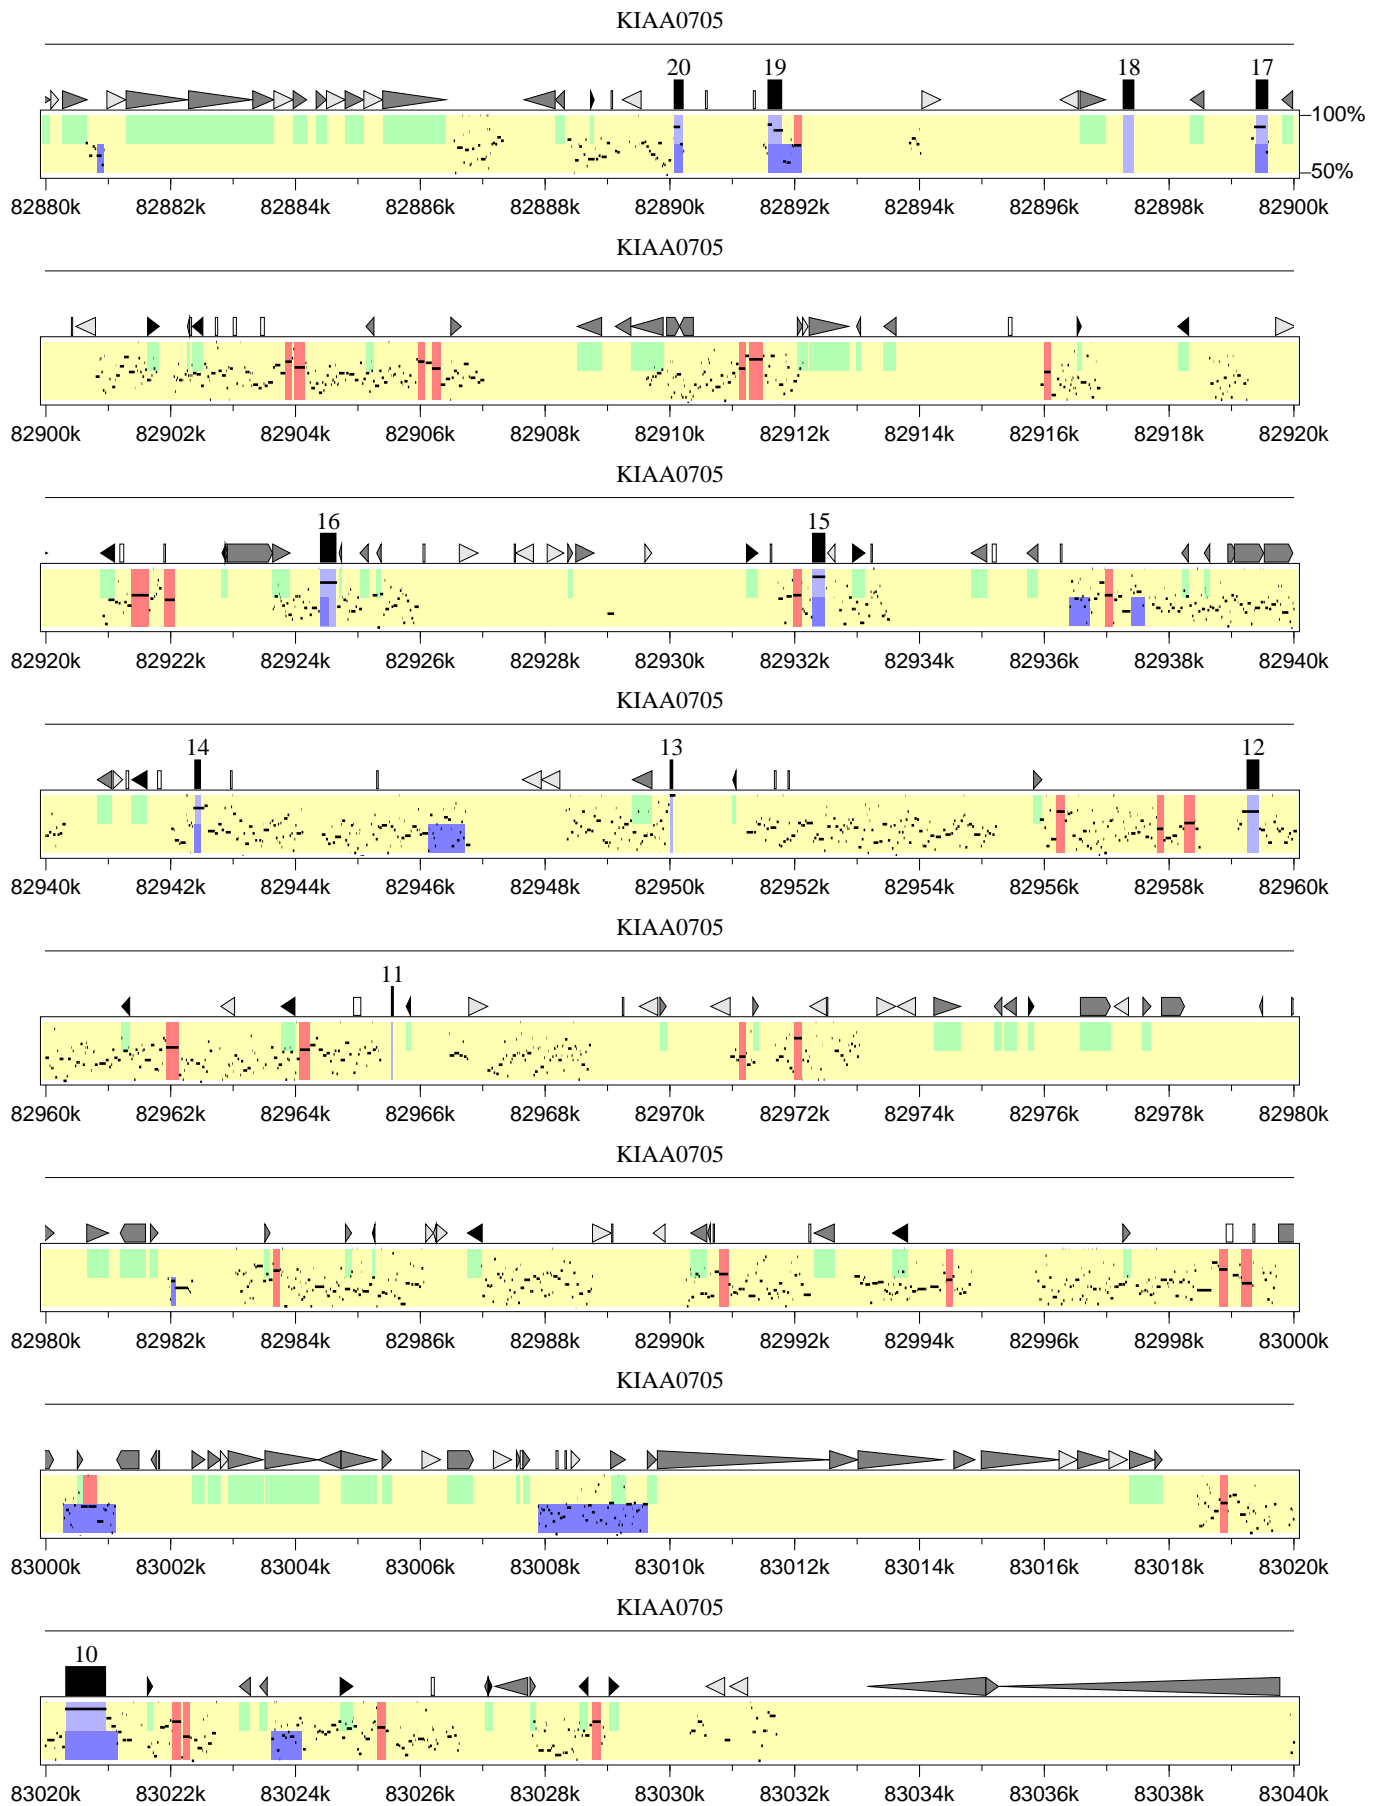 KIAA0705
20 19 18 17
100%
50%
82880k 82882k 82884k 82886k 82888k 82890k 82892k 82894k 82896k 82898k 82900k
KIAA0705
82900k 82902k 82904k 82906k 82908k 82910k 82912k 82914k 82916k 82918k 82920k
KIAA0705
16 15
82920k 82922k 82924k 82926k 82928k 82930k 82932k 82934k 82936k 82938k 82940k
KIAA0705
14 13 12
82940k 82942k 82944k 82946k 82948k 82950k 82952k 82954k 82956k 82958k 82960k
KIAA0705
11
82960k 82962k 82964k 82966k 82968k 82970k 82972k 82974k 82976k 82978k 82980k
KIAA0705
82980k 82982k 82984k 82986k 82988k 82990k 82992k 82994k 82996k 82998k 83000k
KIAA0705
83000k 83002k 83004k 83006k 83008k 83010k 83012k 83014k 83016k 83018k 83020k
KIAA0705
10
83020k 83022k 83024k 83026k 83028k 83030k 83032k 83034k 83036k 83038k 83040k